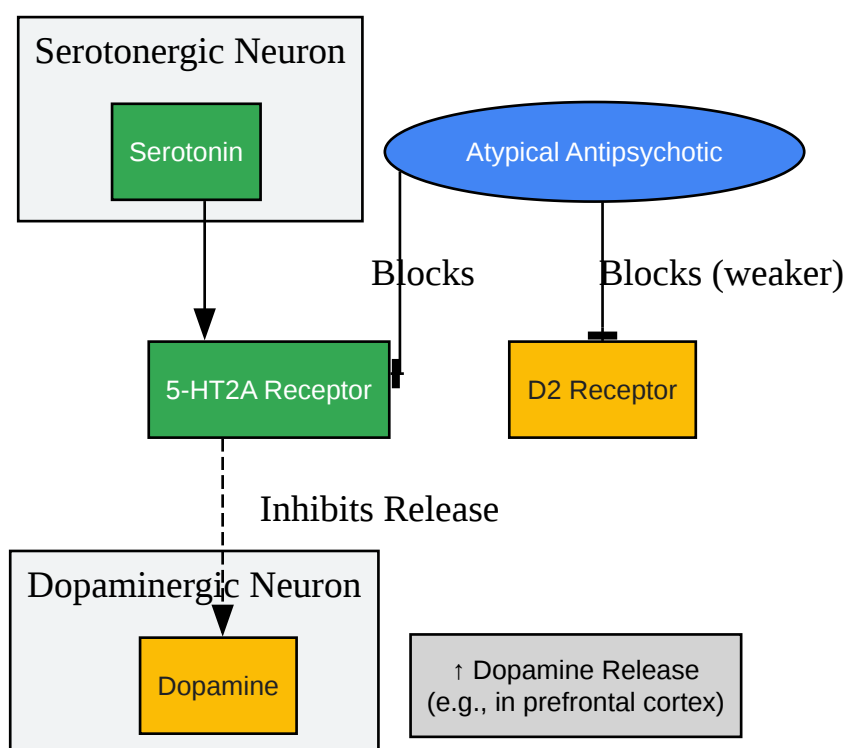 Serotonergic Neuron
Serotonin
Atypical Antipsychotic
Blocks
Blocks (weaker)
5-HT2A Receptor
D2 Receptor
Inhibits Release
Dopaminergic Neuron
Dopamine
↑ Dopamine Release
(e.g., in prefrontal cortex)